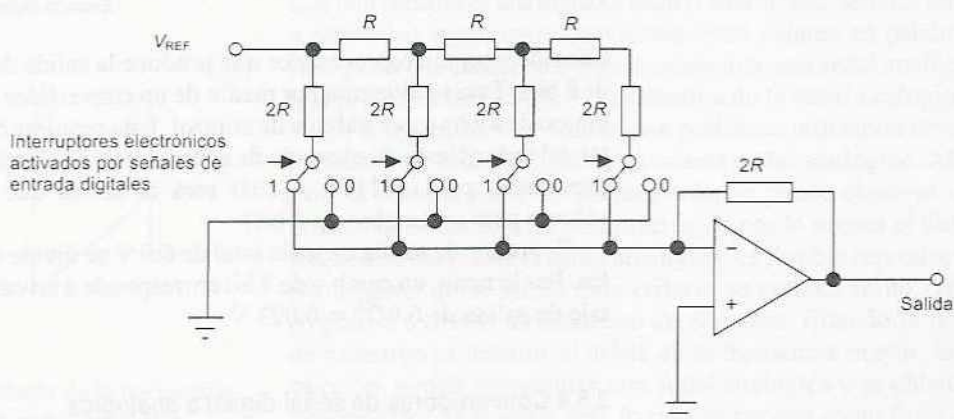 R
R
R
V_REF
2R
2R
2R
2R
Interruptores electrónicos
activados por señales de
entrada digitales
1
0
1
0
1
0
1
0
2R
-
+
Salida